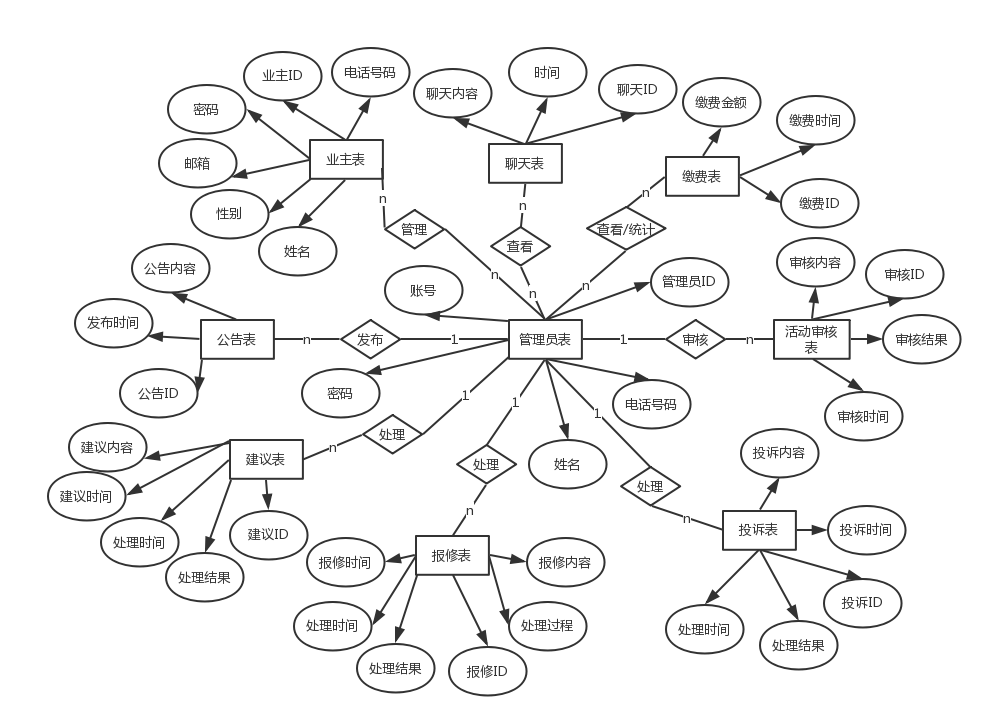 业主ID
电话号码
时间
聊天内容
聊天ID
缴费金额
密码
缴费时间
邮箱
业主表
聊天表
缴费表
n
n
n
缴费ID
性别
管理
查看/统计
姓名
查看
公告内容
n
n
n
审核内容
审核ID
账号
管理员ID
发布时间
公告表
n
发布
1
管理员表
1
审核
n
活动审核
表
审核结果
公告ID
密码
1
1
1
电话号码
审核时间
建议内容
n
处理
建议表
处理
姓名
投诉内容
建议时间
处理
n
n
建议ID
处理时间
投诉表
投诉时间
报修时间
报修表
报修内容
处理结果
投诉ID
处理时间
处理过程
处理时间
处理结果
处理结果
报修ID